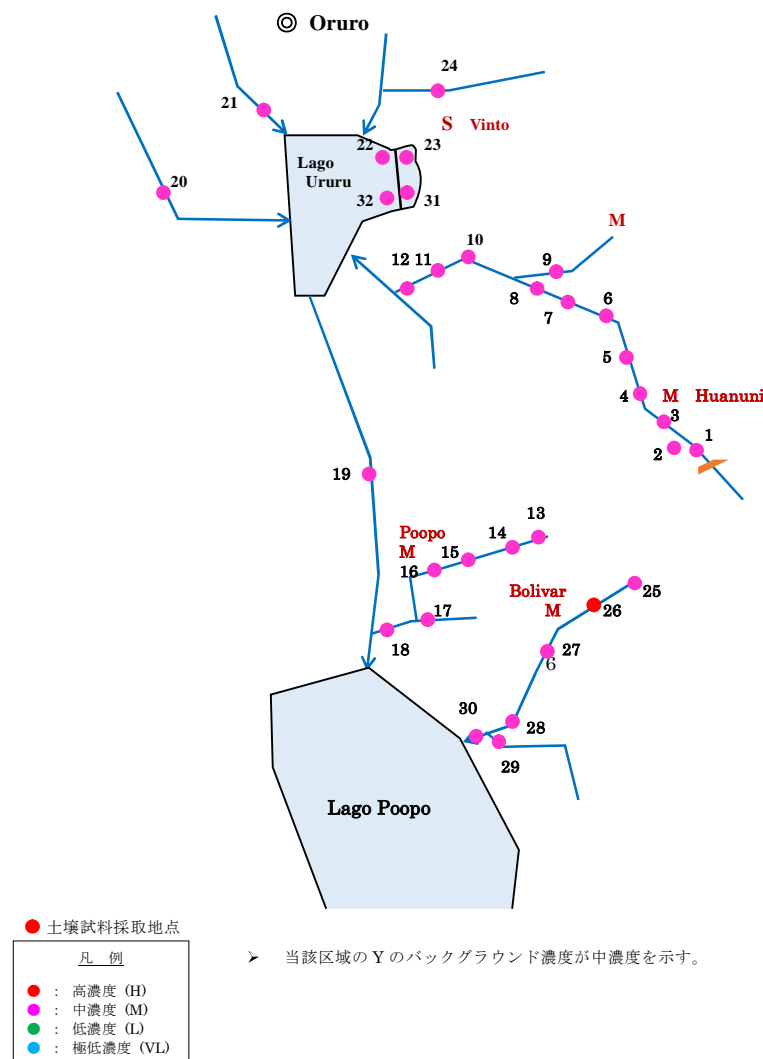 ◎ Oruro
24
21
S Vinto
22
23
Lago
Ururu
20
32
31
M
10
12
11
9
8
7
6
5
4
M Huanuni
3
1
2
19
13
Poopo
M
14
15
16
Bolivar
M
25
26
17
18
27
6
30
28
29
Lago Poopo
土壌試料採取地点
凡 例
： 高濃度 (H)
： 中濃度 (M)
： 低濃度 (L)
： 極低濃度 (VL)
➢ 当該区域の Y のバックグラウンド濃度が中濃度を示す。